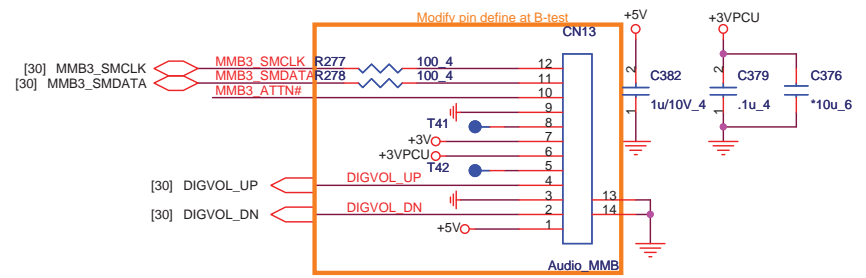 Modify pin define at B-test
CN13
+5V
+3VPCU
[30] MMB3_SMCLK
MMB3_SMCLK R277 100_4 12
[30] MMB3_SMDATA
MMB3_SMDATA R278 100_4 11
MMB3_ATTN# 10
9
T41 8
+3V 7
+3VPCU 6
T42 5
[30] DIGVOL_UP DIGVOL_UP 4
3
[30] DIGVOL_DN DIGVOL_DN 2
+5V 1
13
14
Audio_MMB
2
C382
1u/10V_4
1
2
C379
.1u_4
1
C376
*10u_6